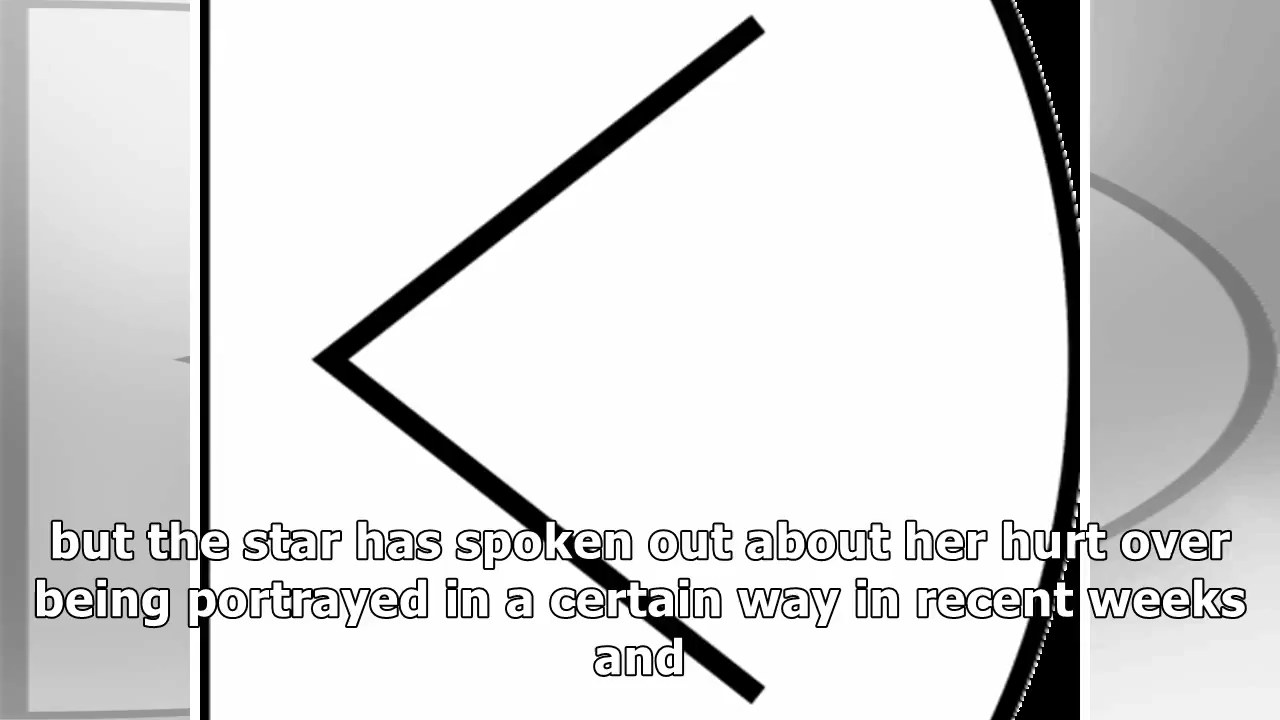 but the star has spoken out about her hurt over
being portrayed in a certain way in recent weeks
and